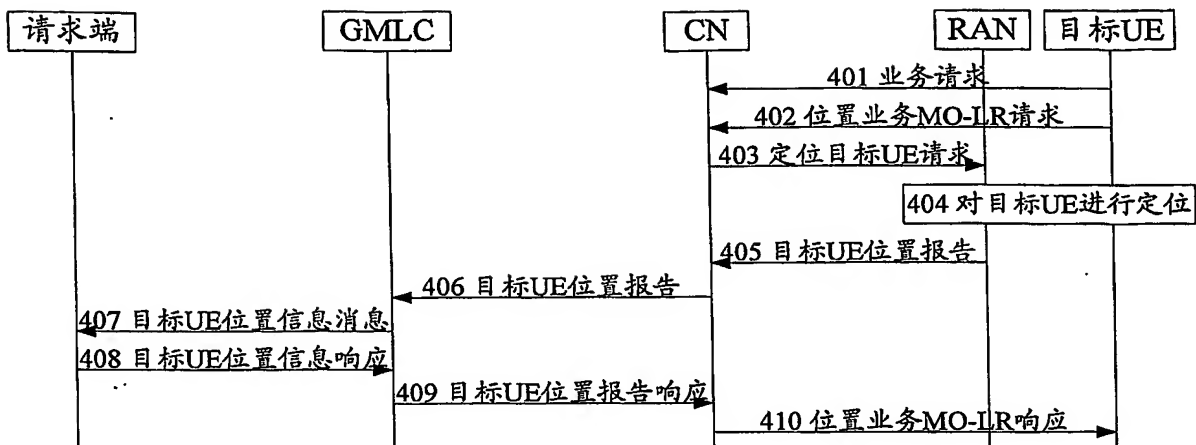 请求端
GMLC
CN
RAN
目标UE
401 业务请求
402 位置业务MO-LR请求
403 定位目标UE请求
404 对目标UE进行定位
405 目标UE位置报告
406 目标UE位置报告
407 目标UE位置信息消息
408 目标UE位置信息响应
409 目标UE位置报告响应
410 位置业务MO-LR响应